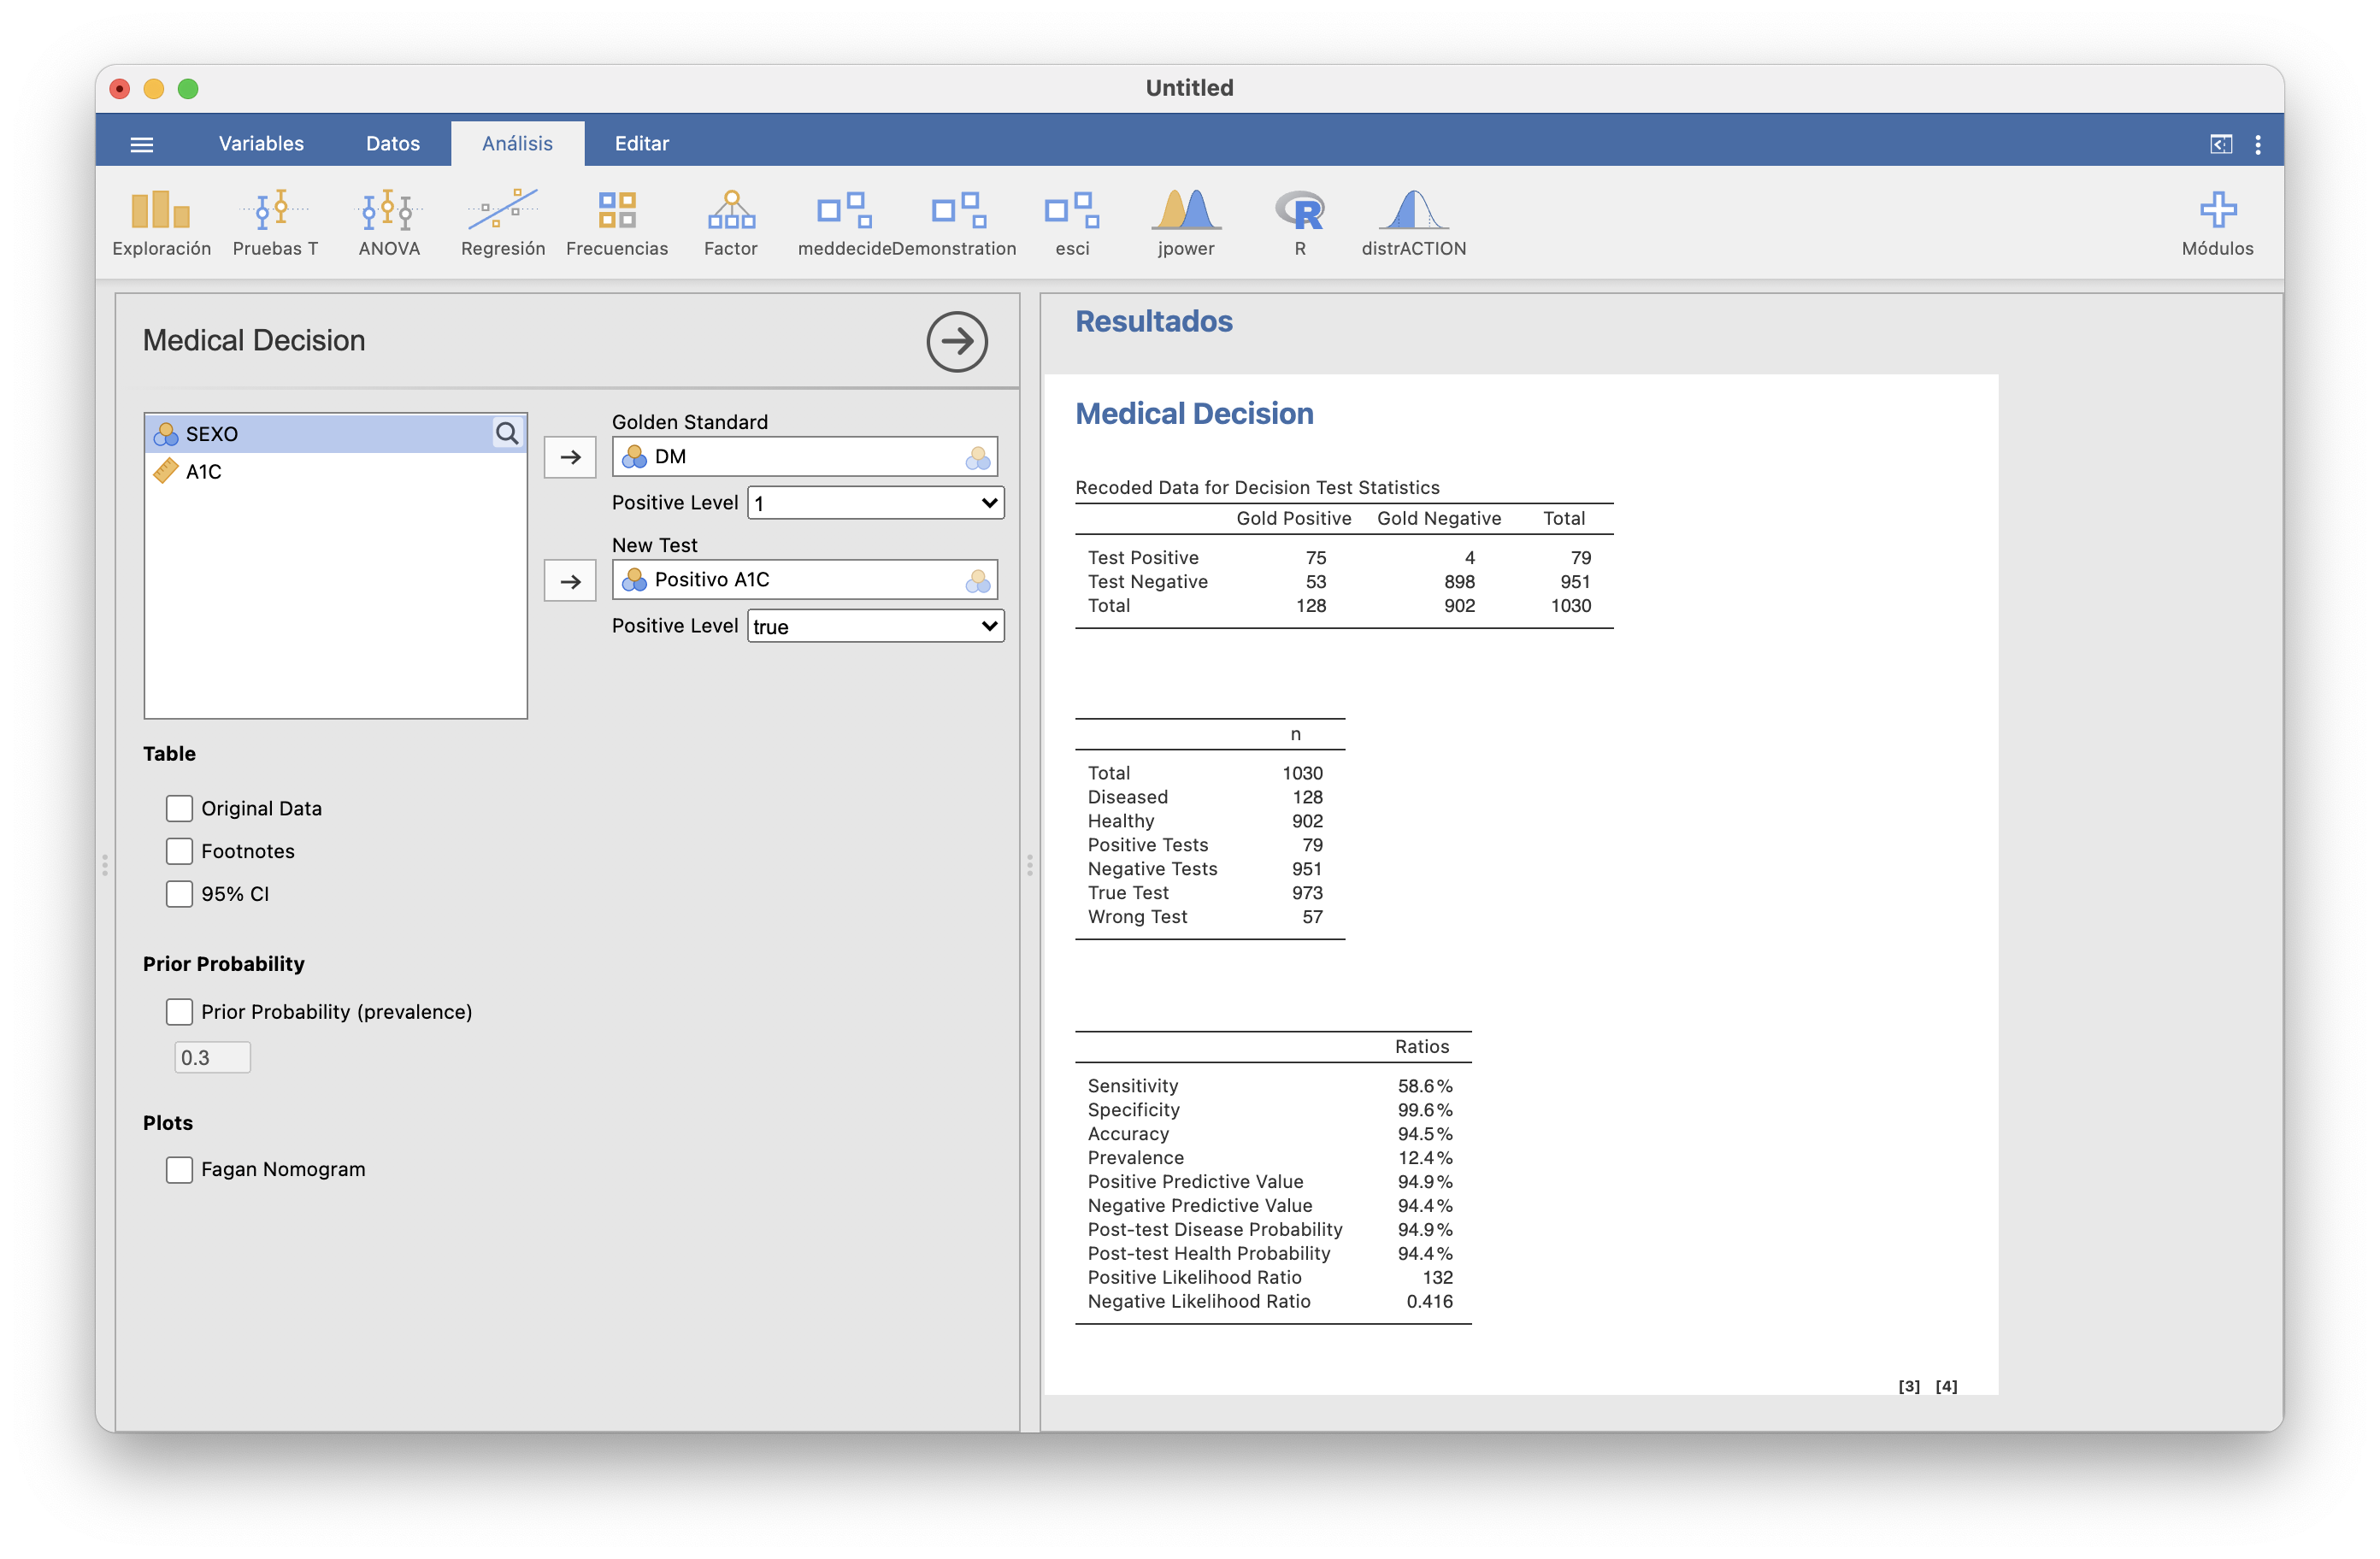 Untitled
Variables Datos Análisis Editar
Exploración Pruebas T ANOVA Regresión Frecuencias Factor meddecide Demonstration esci jpower R distrACTION Módulos
Medical Decision
SEXO
A1C
Golden Standard
DM
Positive Level 1
New Test
Positivo A1C
Positive Level true
Table
Original Data
Footnotes
95% CI
Prior Probability
Prior Probability (prevalence)
0.3
Plots
Fagan Nomogram
Resultados
Medical Decision
Recoded Data for Decision Test Statistics
Gold Positive Gold Negative Total
Test Positive 75 4 79
Test Negative 53 898 951
Total 128 902 1030
n
Total 1030
Diseased 128
Healthy 902
Positive Tests 79
Negative Tests 951
True Test 973
Wrong Test 57
Ratios
Sensitivity 58.6%
Specificity 99.6%
Accuracy 94.5%
Prevalence 12.4%
Positive Predictive Value 94.9%
Negative Predictive Value 94.4%
Post-test Disease Probability 94.9%
Post-test Health Probability 94.4%
Positive Likelihood Ratio 132
Negative Likelihood Ratio 0.416
[3] [4]